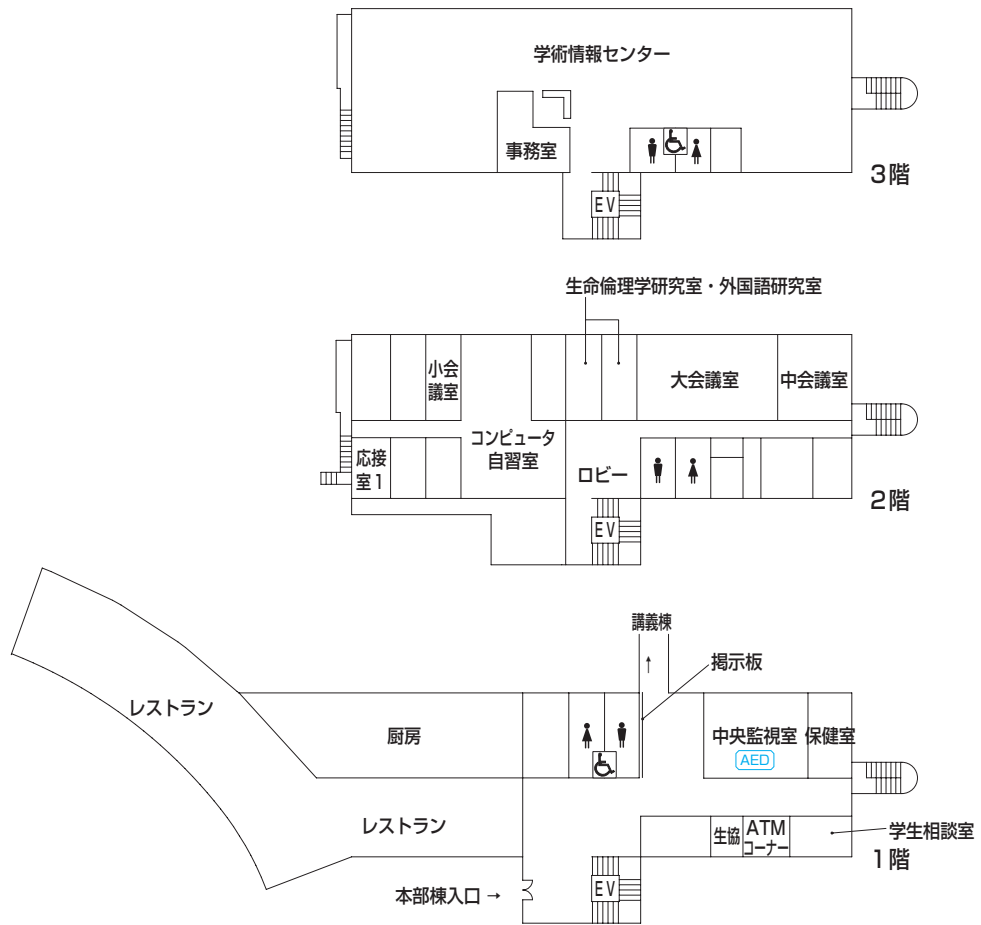 学術情報センター
事務室
3階
EV
生命倫理学研究室・外国語研究室
小会
議室
大会議室
中会議室
コンピュータ
自習室
応接
室1
ロビー
2階
EV
講義棟
↑
掲示板
レストラン
厨房
中央監視室
保健室
AED
レストラン
生協
ATM
コーナー
学生相談室
1階
本部棟入口 →
EV